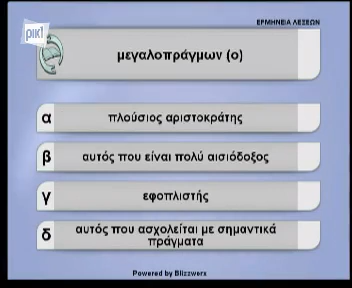 ΕΡΜΗΝΕΙΑ ΛΕΞΕΩΝ
ΡΙΚ1
μεγαλοπράγμων (ο)
α πλούσιος αριστοκράτης
β αυτός που είναι πολύ αισιόδοξος
γ εφοπλιστής
δ αυτός που ασχολείται με σημαντικά
πράγματα
Powered by Blizzwerx